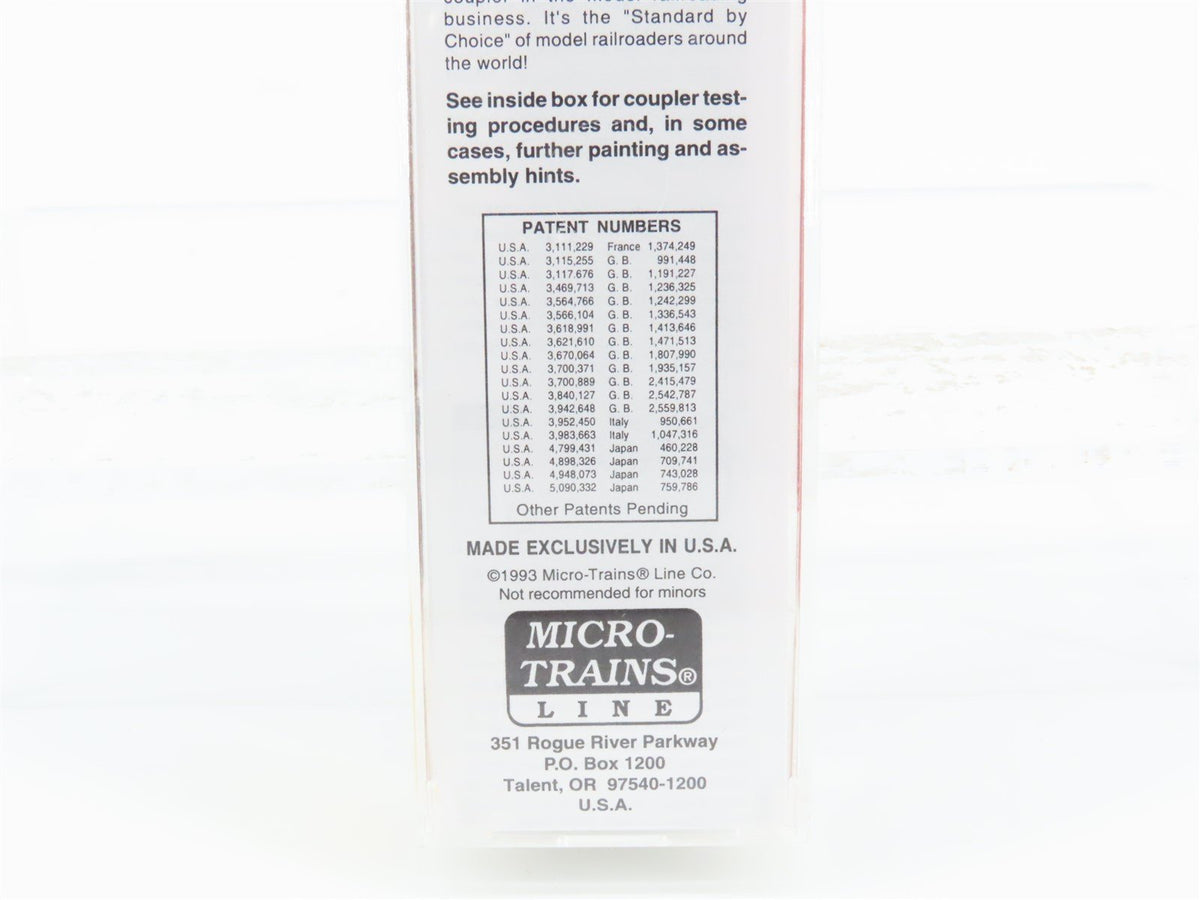 coupler in the model railroading
business. It's the "Standard by
Choice" of model railroaders around
the world!
See inside box for coupler test-
ing procedures and, in some
cases, further painting and as-
sembly hints.
PATENT NUMBERS
U.S.A. 3,111,229 France 1,374,249
U.S.A. 3,115,255 G. B. 991,448
U.S.A. 3,117.676 G. B. 1,191,227
U.S.A. 3,469,713 G. B. 1,236,325
U.S.A. 3,564,766 G. B. 1,242,299
U.S.A. 3,566,104 G. B. 1,336,543
U.S.A. 3,618,991 G. B. 1,413,646
U.S.A. 3,621,610 G. B. 1,471,513
U.S.A. 3,670,064 G. B. 1,807,990
U.S.A. 3,700,371 G. B. 1,935,157
U.S.A. 3,700,889 G. B. 2,415,479
U.S.A. 3,840,127 G. B. 2,542,787
U.S.A. 3,942,648 G. B. 2,559,813
U.S.A. 3,952,450 Italy 950,661
U.S.A. 3,983,663 Italy 1,047,316
U.S.A. 4,799,431 Japan 460,228
U.S.A. 4,898,326 Japan 709,741
U.S.A. 4,948,073 Japan 743,028
U.S.A. 5,090,332 Japan 759,786
Other Patents Pending
MADE EXCLUSIVELY IN U.S.A.
©1993 Micro-Trains® Line Co.
Not recommended for minors
MICRO-
TRAINS®
LINE
351 Rogue River Parkway
P.O. Box 1200
Talent, OR 97540-1200
U.S.A.